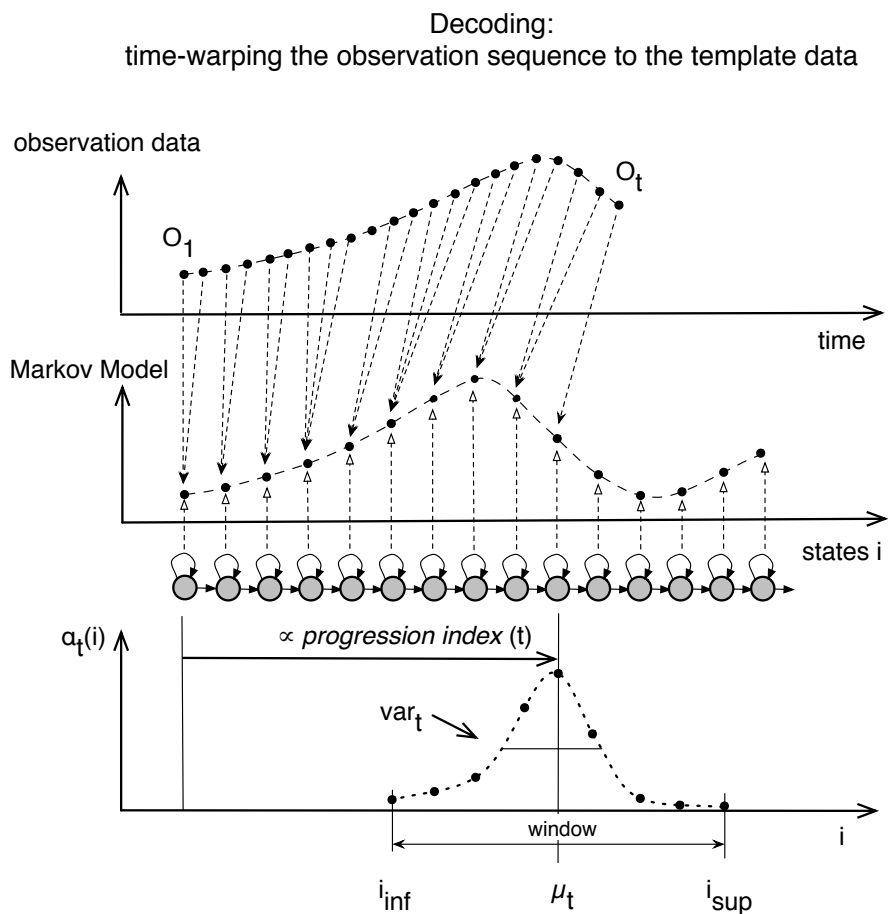 Decoding:
time-warping the observation sequence to the template data
observation data
O1
Ot
time
Markov Model
states i
αt(i)
∝ progression index (t)
vart
i
window
iinf
μt
isup